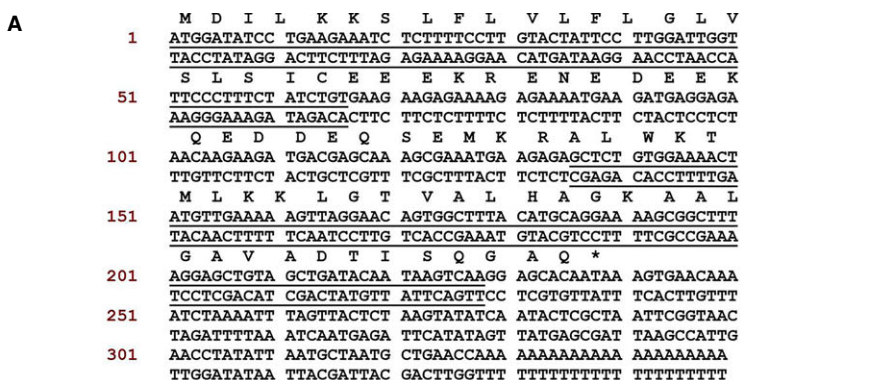 A
M D I L K K S L F L V L F L G L V
1 ATGGATATCC TGAAGAAATC TCTTTTCCTT GTACTATTCC TTGGATTGGT
TACCTATAGG ACTTCTTTAG AGAAAAGGAA CATGATAAGG AACCTAACCA
S L S I C E E E K R E N E D E E K
51 TTCCCTTTCT ATCTGTGAAG AAGAGAAAAG AGAAAATGAA GATGAGGAGA
AAGGGAAAGA TAGACACTTC TTCTCTTTTC TCTTTTACTT CTACTCCTCT
Q E D D E Q S E M K R A L W K T
101 AACAAGAAGA TGACGAGCAA AGCGAAATGA AGAGAGCTCT GTGGAAAACT
TTGTTCTTCT ACTGCTCGTT TCGCTTTACT TCTCTCGAGA CACCTTTTGA
M L K K L G T V A L H A G K A A L
151 ATGTTGAAAA AGTTAGGAAC AGTGGCTTTA CATGCAGGAA AAGCGGCTTT
TACAACTTTT TCAATCCTTG TCACCGAAAT GTACGTCCTT TTCGCCGAAA
G A V A D T I S Q G A Q *
201 AGGAGCTGTA GCTGATACAA TAAGTCAAGG AGCACAATAA AGTGAACAAA
TCCTCGACAT CGACTATGTT ATTCAGTTCC TCGTGTTATT TCACTTGTTT
251 ATCTAAAATT TAGTTACTCT AAGTATATCA ATACTCGCTA ATTCGGTAAC
TAGATTTTAA ATCAATGAGA TTCATATAGT TATGAGCGAT TAAGCCATTG
301 AACCTATATT AATGCTAATG CTGAACCAAA AAAAAAAAAA AAAAAAAAA
TTGGATATAA TTACGATTAC GACTTGGTTT TTTTTTTTTT TTTTTTTTT